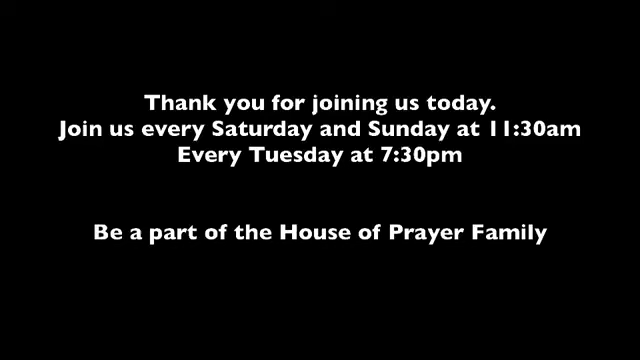 Thank you for joining us today.
Join us every Saturday and Sunday at 11:30am
Every Tuesday at 7:30pm
Be a part of the House of Prayer Family